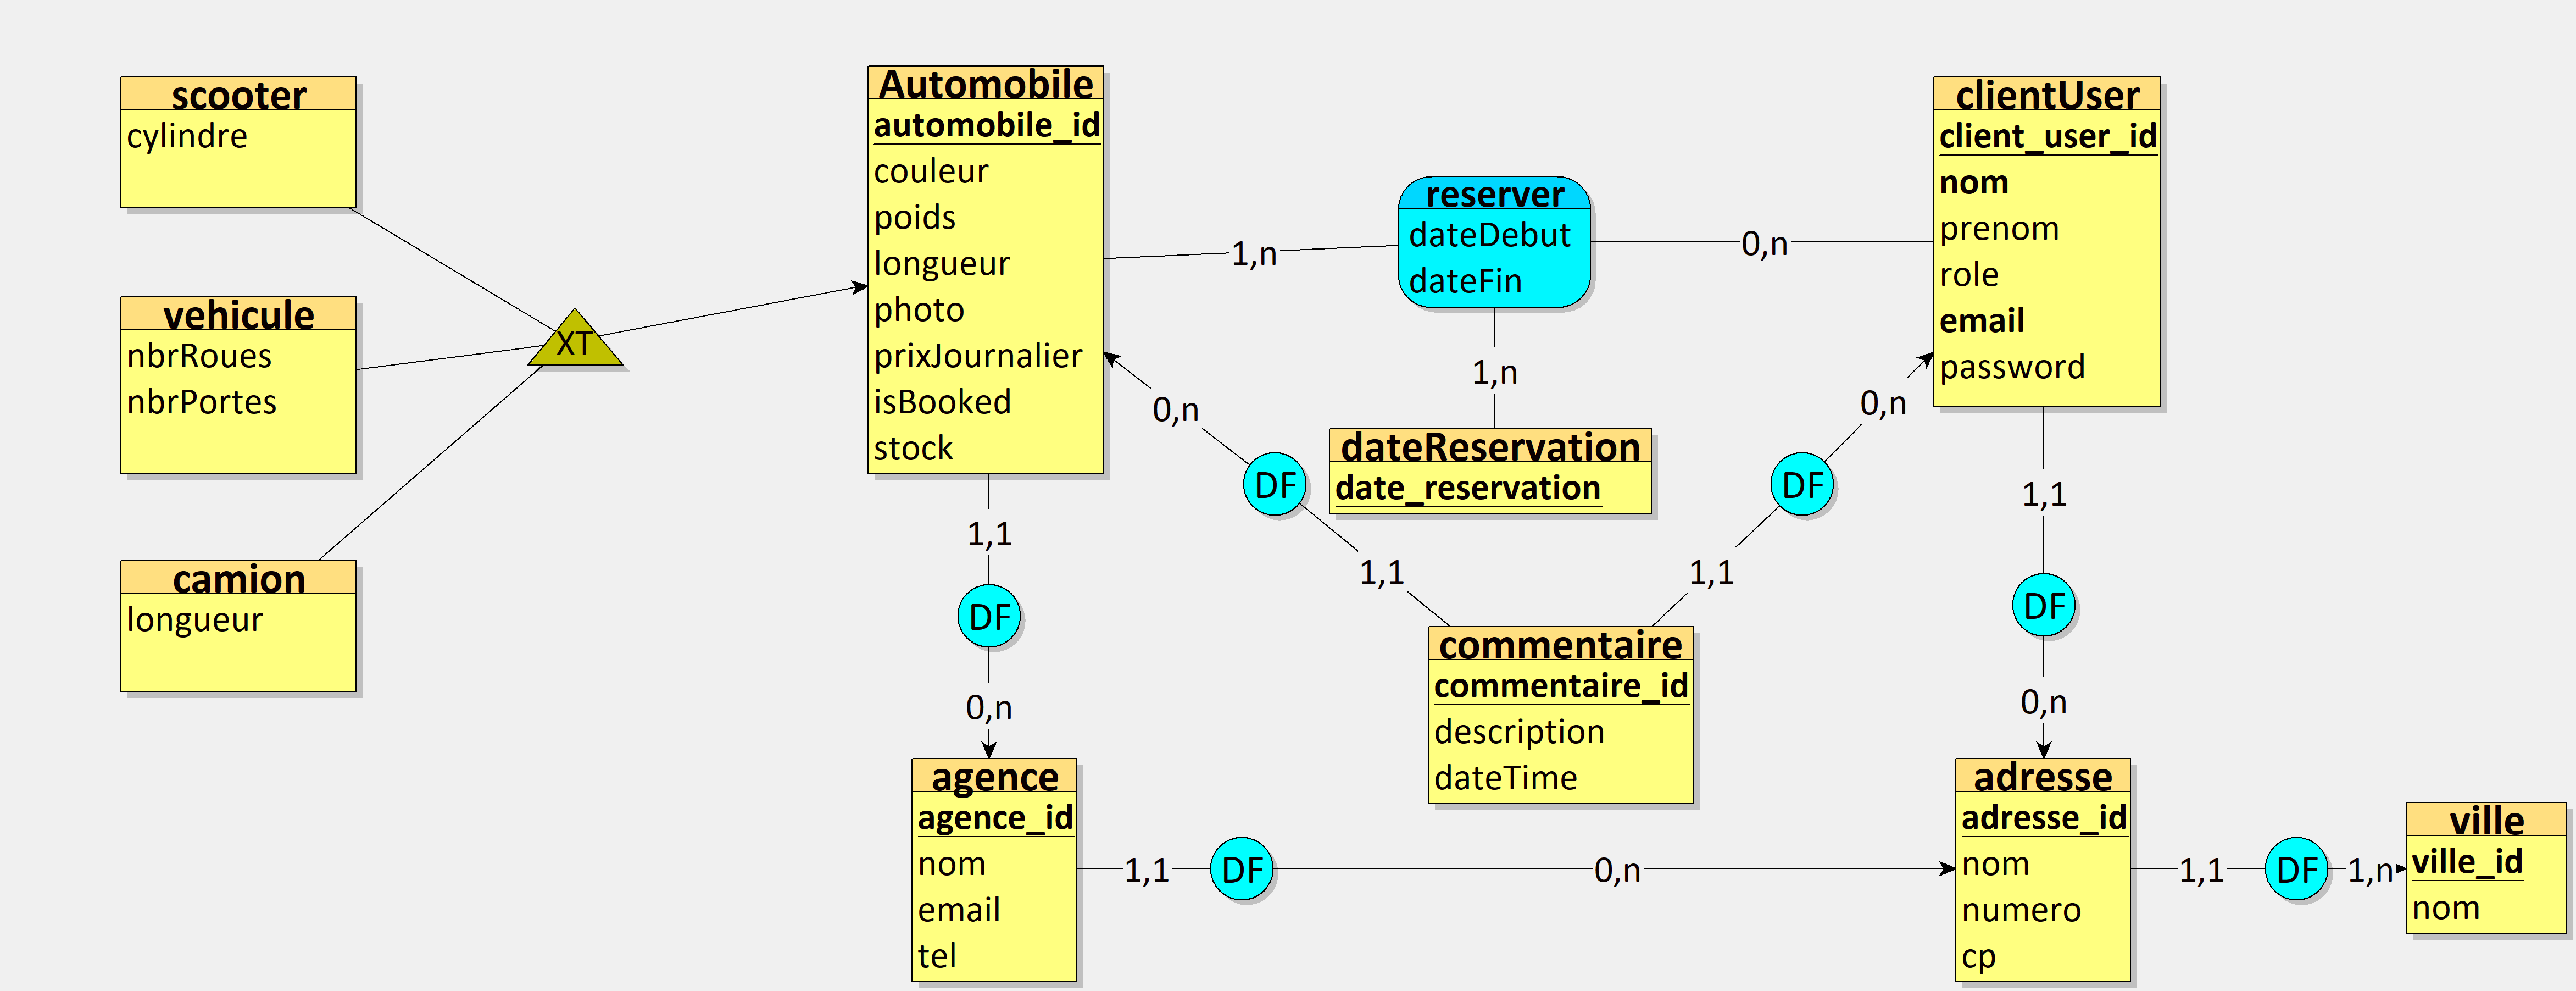 scooter
cylindre
vehicule
nbrRoues
nbrPortes
camion
longueur
XT
Automobile
automobile_id
couleur
poids
longueur
photo
prixJournalier
isBooked
stock
1,n
reserver
dateDebut
dateFin
0,n
clientUser
client_user_id
nom
prenom
role
email
password
1,n
dateReservation
date_reservation
0,n
DF
1,1
0,n
DF
1,1
commentaire
commentaire_id
description
dateTime
1,1
DF
0,n
1,1
DF
0,n
agence
agence_id
nom
email
tel
1,1
DF
0,n
adresse
adresse_id
nom
numero
cp
1,1
DF
1,n
ville
ville_id
nom